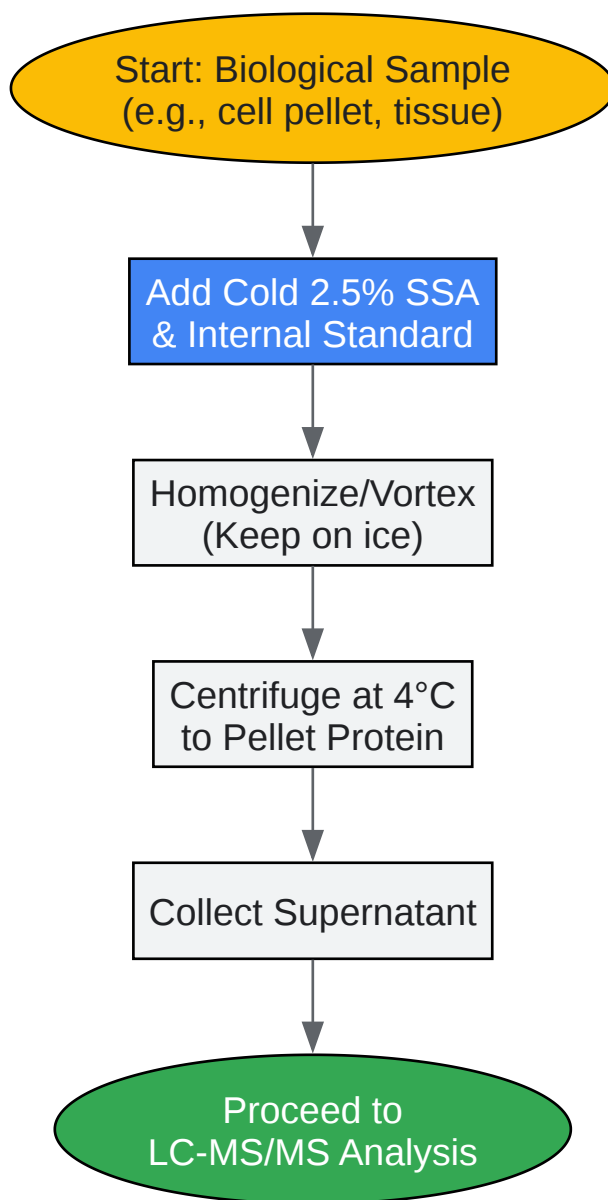 Start: Biological Sample
(e.g., cell pellet, tissue)
Add Cold 2.5% SSA
& Internal Standard
Homogenize/Vortex
(Keep on ice)
Centrifuge at 4°C
to Pellet Protein
Collect Supernatant
Proceed to
LC-MS/MS Analysis